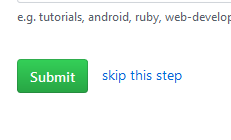 e.g. tutorials, android, ruby, web-develop
Submit
skip this step